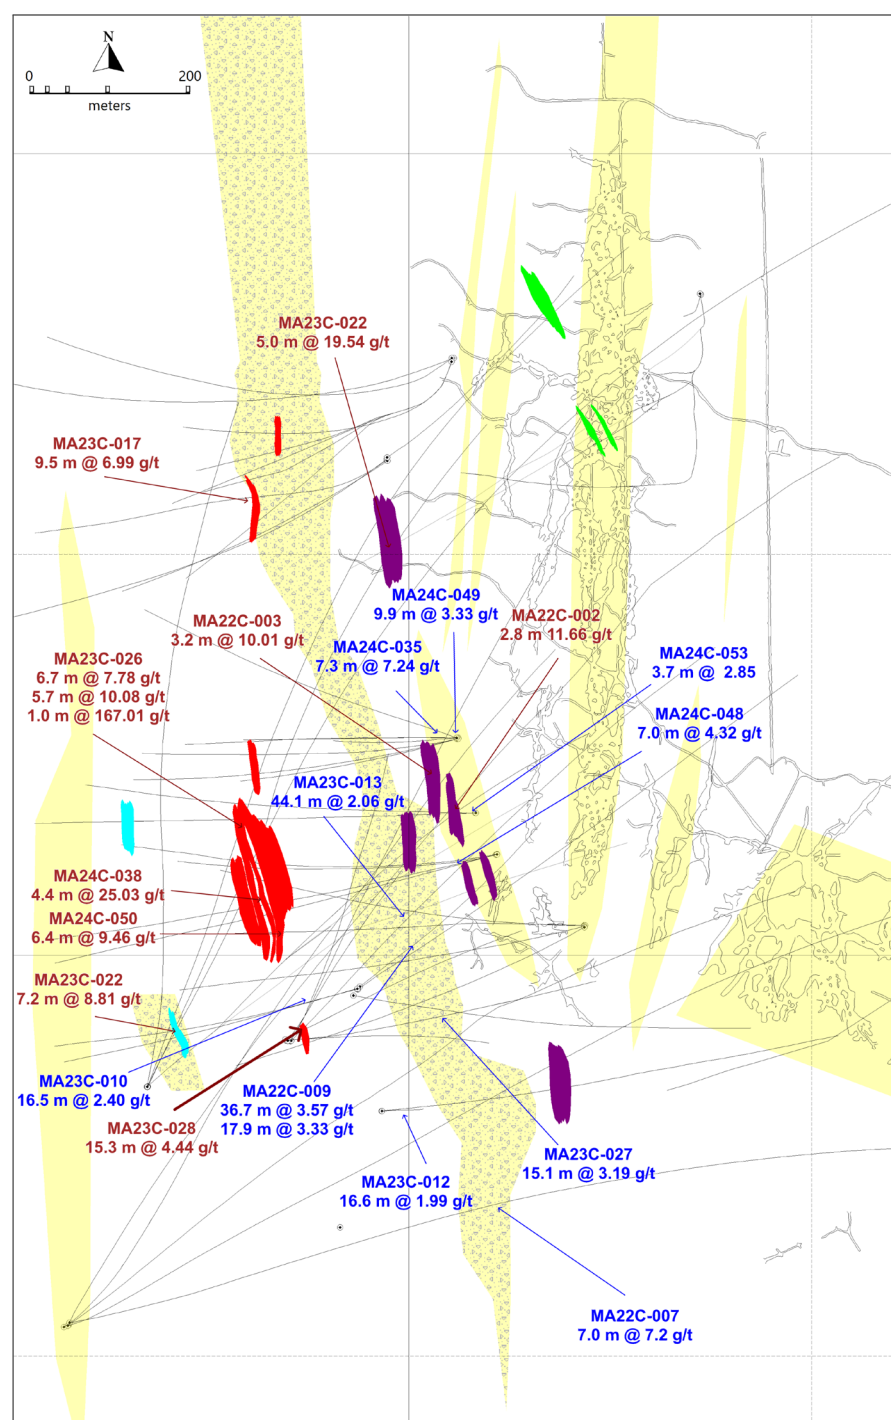 N
0 200
meters
MA23C-022
5.0 m @ 19.54 g/t
MA23C-017
9.5 m @ 6.99 g/t
MA24C-049
9.9 m @ 3.33 g/t
MA22C-003
3.2 m @ 10.01 g/t
MA22C-002
2.8 m 11.66 g/t
MA24C-035
7.3 m @ 7.24 g/t
MA24C-053
3.7 m @ 2.85
MA23C-026
6.7 m @ 7.78 g/t
5.7 m @ 10.08 g/t
1.0 m @ 167.01 g/t
MA24C-048
7.0 m @ 4.32 g/t
MA23C-013
44.1 m @ 2.06 g/t
MA24C-038
4.4 m @ 25.03 g/t
MA24C-050
6.4 m @ 9.46 g/t
MA23C-022
7.2 m @ 8.81 g/t
MA23C-010
16.5 m @ 2.40 g/t
MA22C-009
36.7 m @ 3.57 g/t
17.9 m @ 3.33 g/t
MA23C-028
15.3 m @ 4.44 g/t
MA23C-027
15.1 m @ 3.19 g/t
MA23C-012
16.6 m @ 1.99 g/t
MA22C-007
7.0 m @ 7.2 g/t